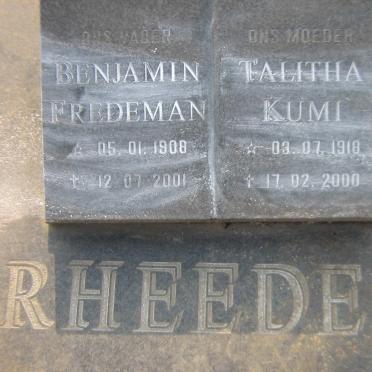 ONS VADER
BENJAMIN
FREDEMAN
☆ 05. 01. 1908
✝ 12. 07. 2001
ONS MOEDER
TALITHA
KUMI
☆ 03. 07. 1918
✝ 17. 02. 2000
RHEEDE